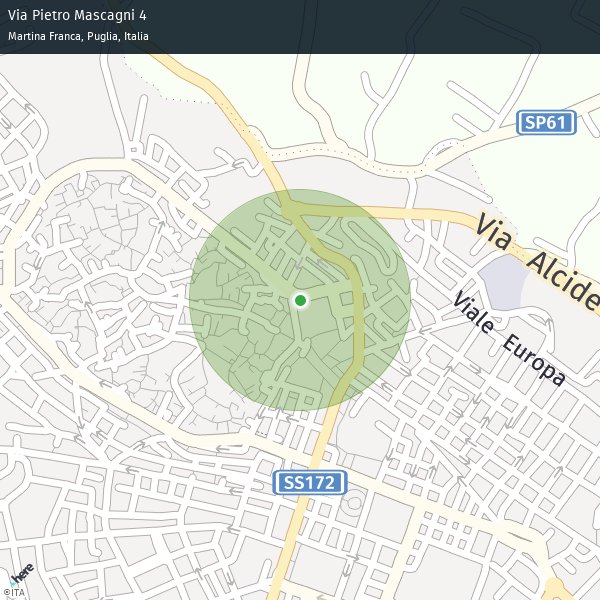 Via Pietro Mascagni 4
Martina Franca, Puglia, Italia
SP61
Via Alcide
Viale Europa
SS172
here
©ITA